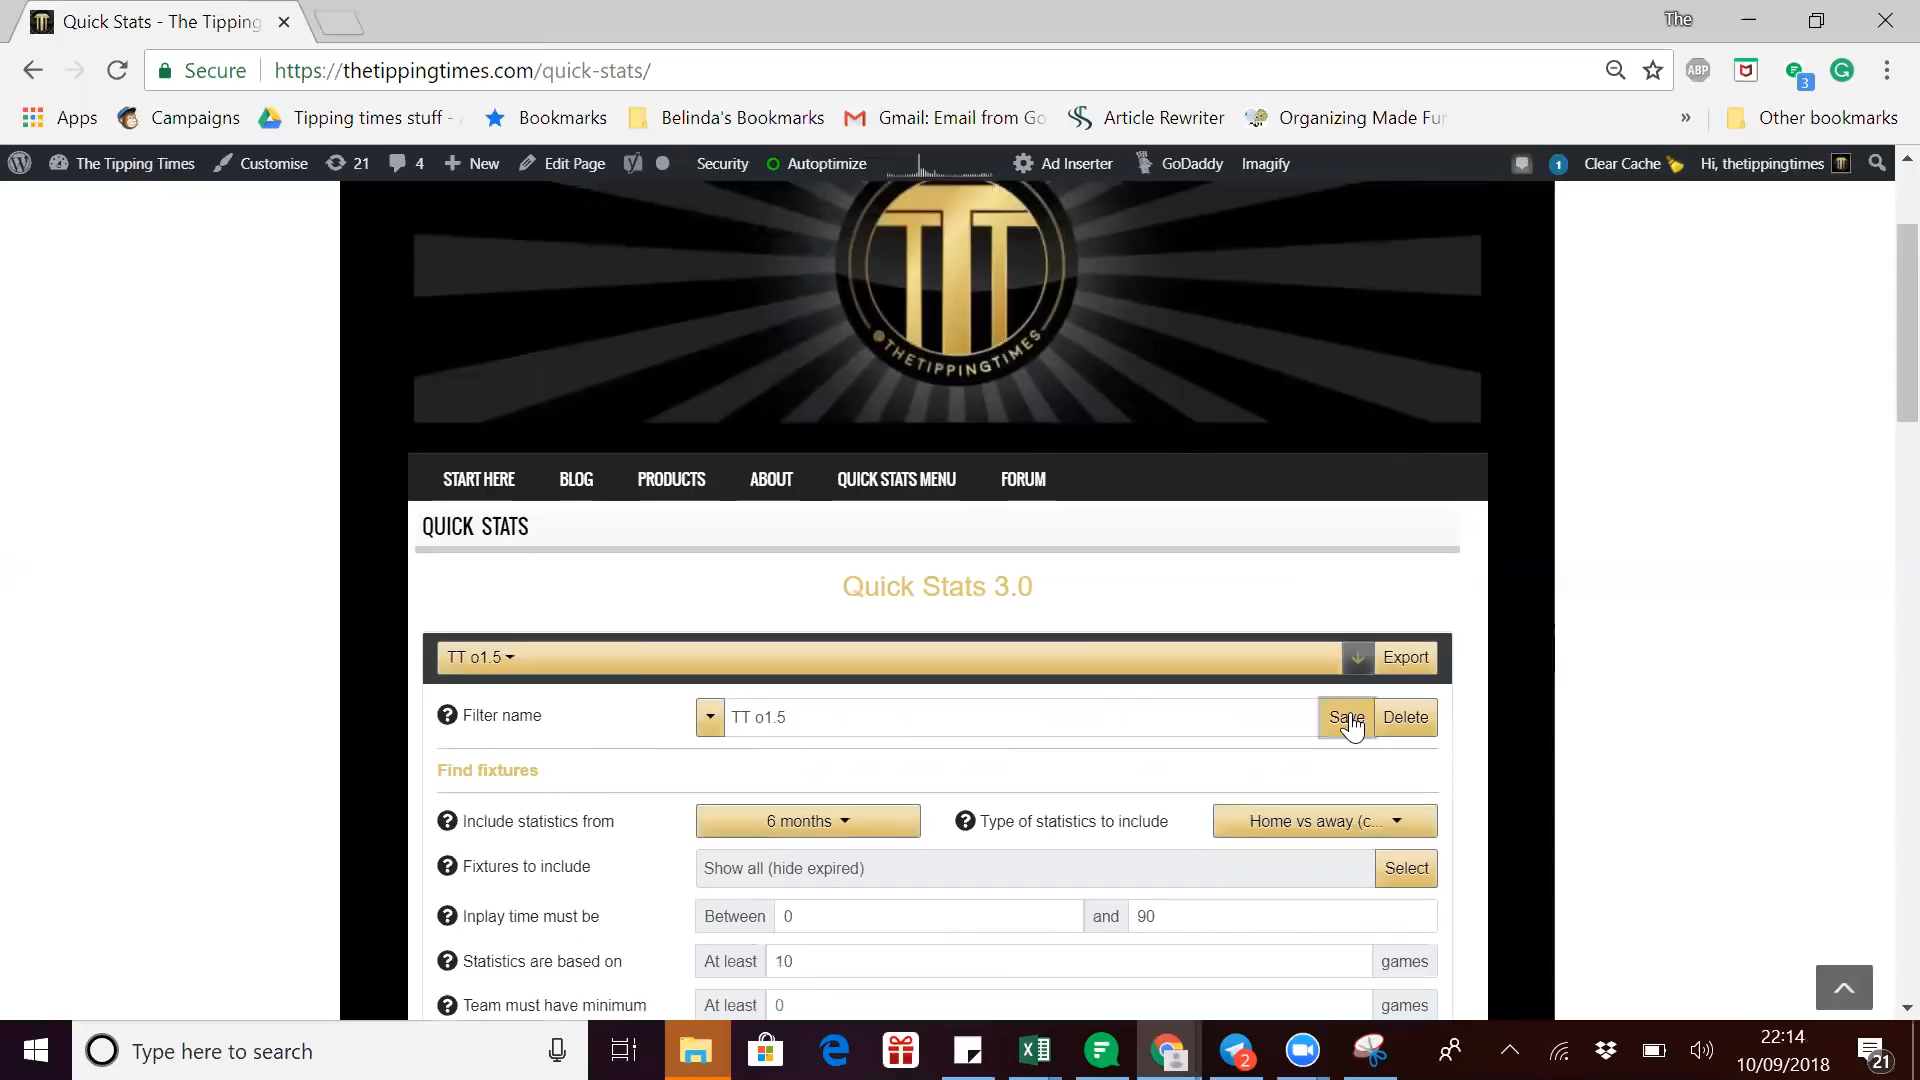 Quick Stats - The Tipping
The
Secure
https://thetippingtimes.com/quick-stats/
ABP
3
Apps
Campaigns
Tipping times stuff -
Bookmarks
Belinda's Bookmarks
Gmail: Email from Go
Article Rewriter
Organizing Made Fur
»
Other bookmarks
The Tipping Times
Customise
21
4
New
Edit Page
Security
Autoptimize
Ad Inserter
GoDaddy
Imagify
1
Clear Cache
Hi, thetippingtimes
TTT
@THETIPPINGTIMES
START HERE
BLOG
PRODUCTS
ABOUT
QUICK STATS MENU
FORUM
QUICK STATS
Quick Stats 3.0
TT o1.5
Export
Filter name
TT o1.5
Save
Delete
Find fixtures
Include statistics from
6 months
Type of statistics to include
Home vs away (c...
Fixtures to include
Show all (hide expired)
Select
Inplay time must be
Between
0
and
90
Statistics are based on
At least
10
games
Team must have minimum
At least
0
games
Type here to search
2
22:14
10/09/2018
21